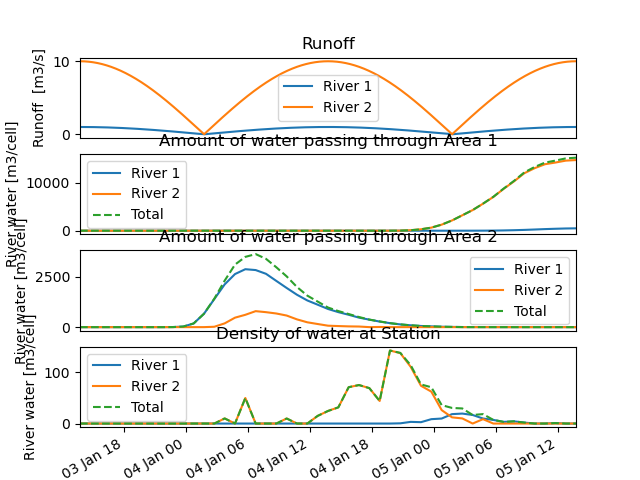 Runoff
Runoff  [m3/s]
10
0
River 1
River 2
Amount of water passing through Area 1
River water [m3/cell]
10000
0
River 1
River 2
Total
Amount of water passing through Area 2
River water [m3/cell]
2500
0
River 1
River 2
Total
Density of water at Station
River water [m3/cell]
100
0
River 1
River 2
Total
03 Jan 18
04 Jan 00
04 Jan 06
04 Jan 12
04 Jan 18
05 Jan 00
05 Jan 06
05 Jan 12